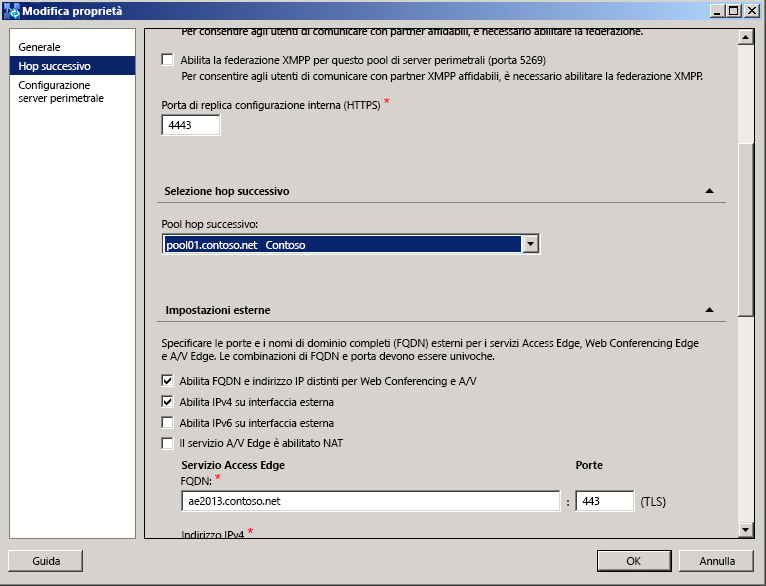 Modifica proprietà
Generale
Hop successivo
Configurazione
server perimetrale
Per consentire agli utenti di comunicare con partner affidabili, è necessario abilitare la federazione.
Abilita la federazione XMPP per questo pool di server perimetrali (porta 5269)
Per consentire agli utenti di comunicare con partner XMPP affidabili, è necessario abilitare la federazione XMPP.
Porta di replica configurazione interna (HTTPS) *
4443
Selezione hop successivo
Pool hop successivo:
pool01.contoso.net Contoso
Impostazioni esterne
Specificare le porte e i nomi di dominio completi (FQDN) esterni per i servizi Access Edge, Web Conferencing Edge
e A/V Edge. Le combinazioni di FQDN e porta devono essere univoche.
Abilita FQDN e indirizzo IP distinti per Web Conferencing e A/V
Abilita IPv4 su interfaccia esterna
Abilita IPv6 su interfaccia esterna
Il servizio A/V Edge è abilitato NAT
Servizio Access Edge Porte
FQDN: *
ae2013.contoso.net : 443 (TLS)
Indirizzo IPv4 *
Guida OK Annulla